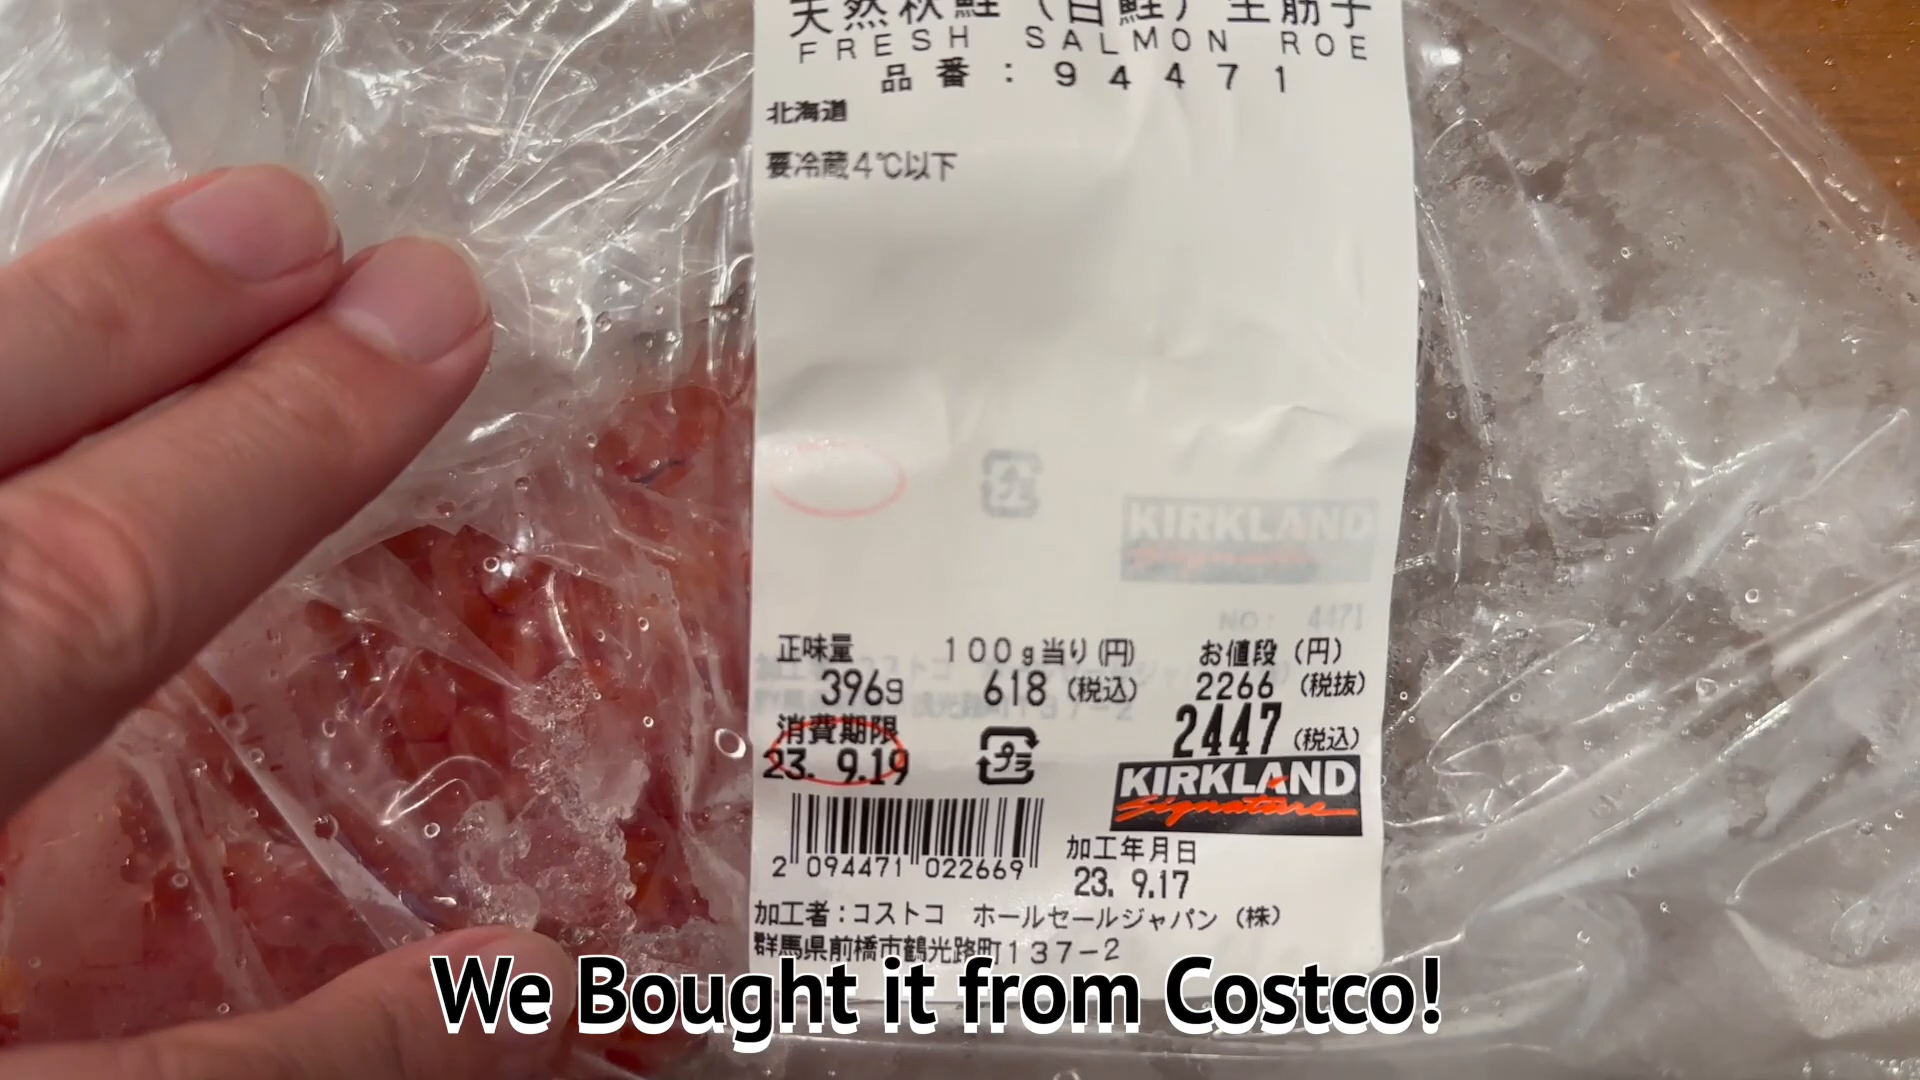 天然秋鮭(白鮭)生筋子
FRESH SALMON ROE
品番:94471
北海道
要冷蔵4℃以下
KIRKLAND
NO: 4471
正味量 100g当り(円) お値段(円)
396g 618(税込) 2266(税抜)
消費期限 2447(税込)
23. 9.19 プラ KIRKLAND
Signature
2 094471 022669 加工年月日
23. 9.17
加工者:コストコ ホールセールジャパン(株)
群馬県前橋市鶴光路町137-2
We Bought it from Costco!